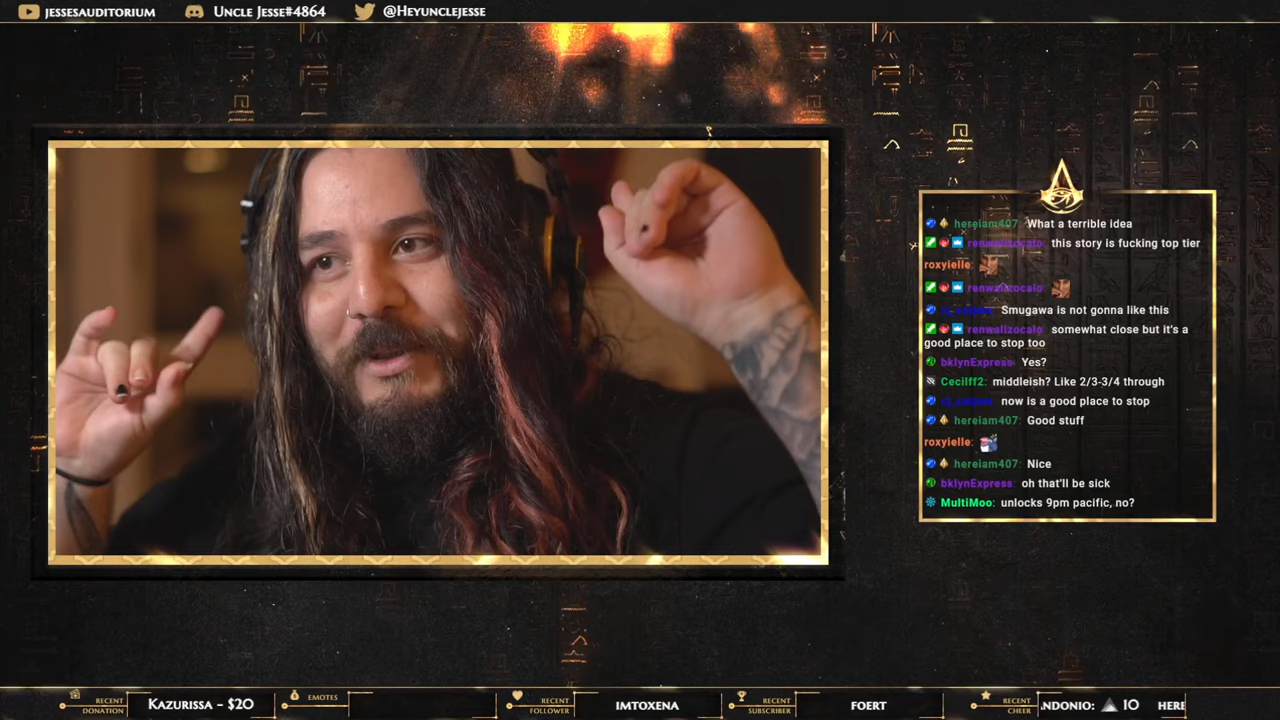 JESSESAUDITORIUM UNCLE JESSE#4864 @HEYUNCLEJESSE
hereiam407: What a terrible idea
renwallzocalo: this story is fucking top tier
roxyielle:
renwallzocalo:
Smugawa is not gonna like this
renwallzocalo: somewhat close but it's a
good place to stop too
bklynExpress: Yes?
Cecilff2: middleish? Like 2/3-3/4 through
now is a good place to stop
hereiam407: Good stuff
roxyielle:
hereiam407: Nice
bklynExpress: oh that'll be sick
MultiMoo: unlocks 9pm pacific, no?
RECENT DONATION KAZURISSA - $20 EMOTES RECENT FOLLOWER IMTOXENA RECENT SUBSCRIBER FOERT RECENT CHEER NDONIO: 10 HERE